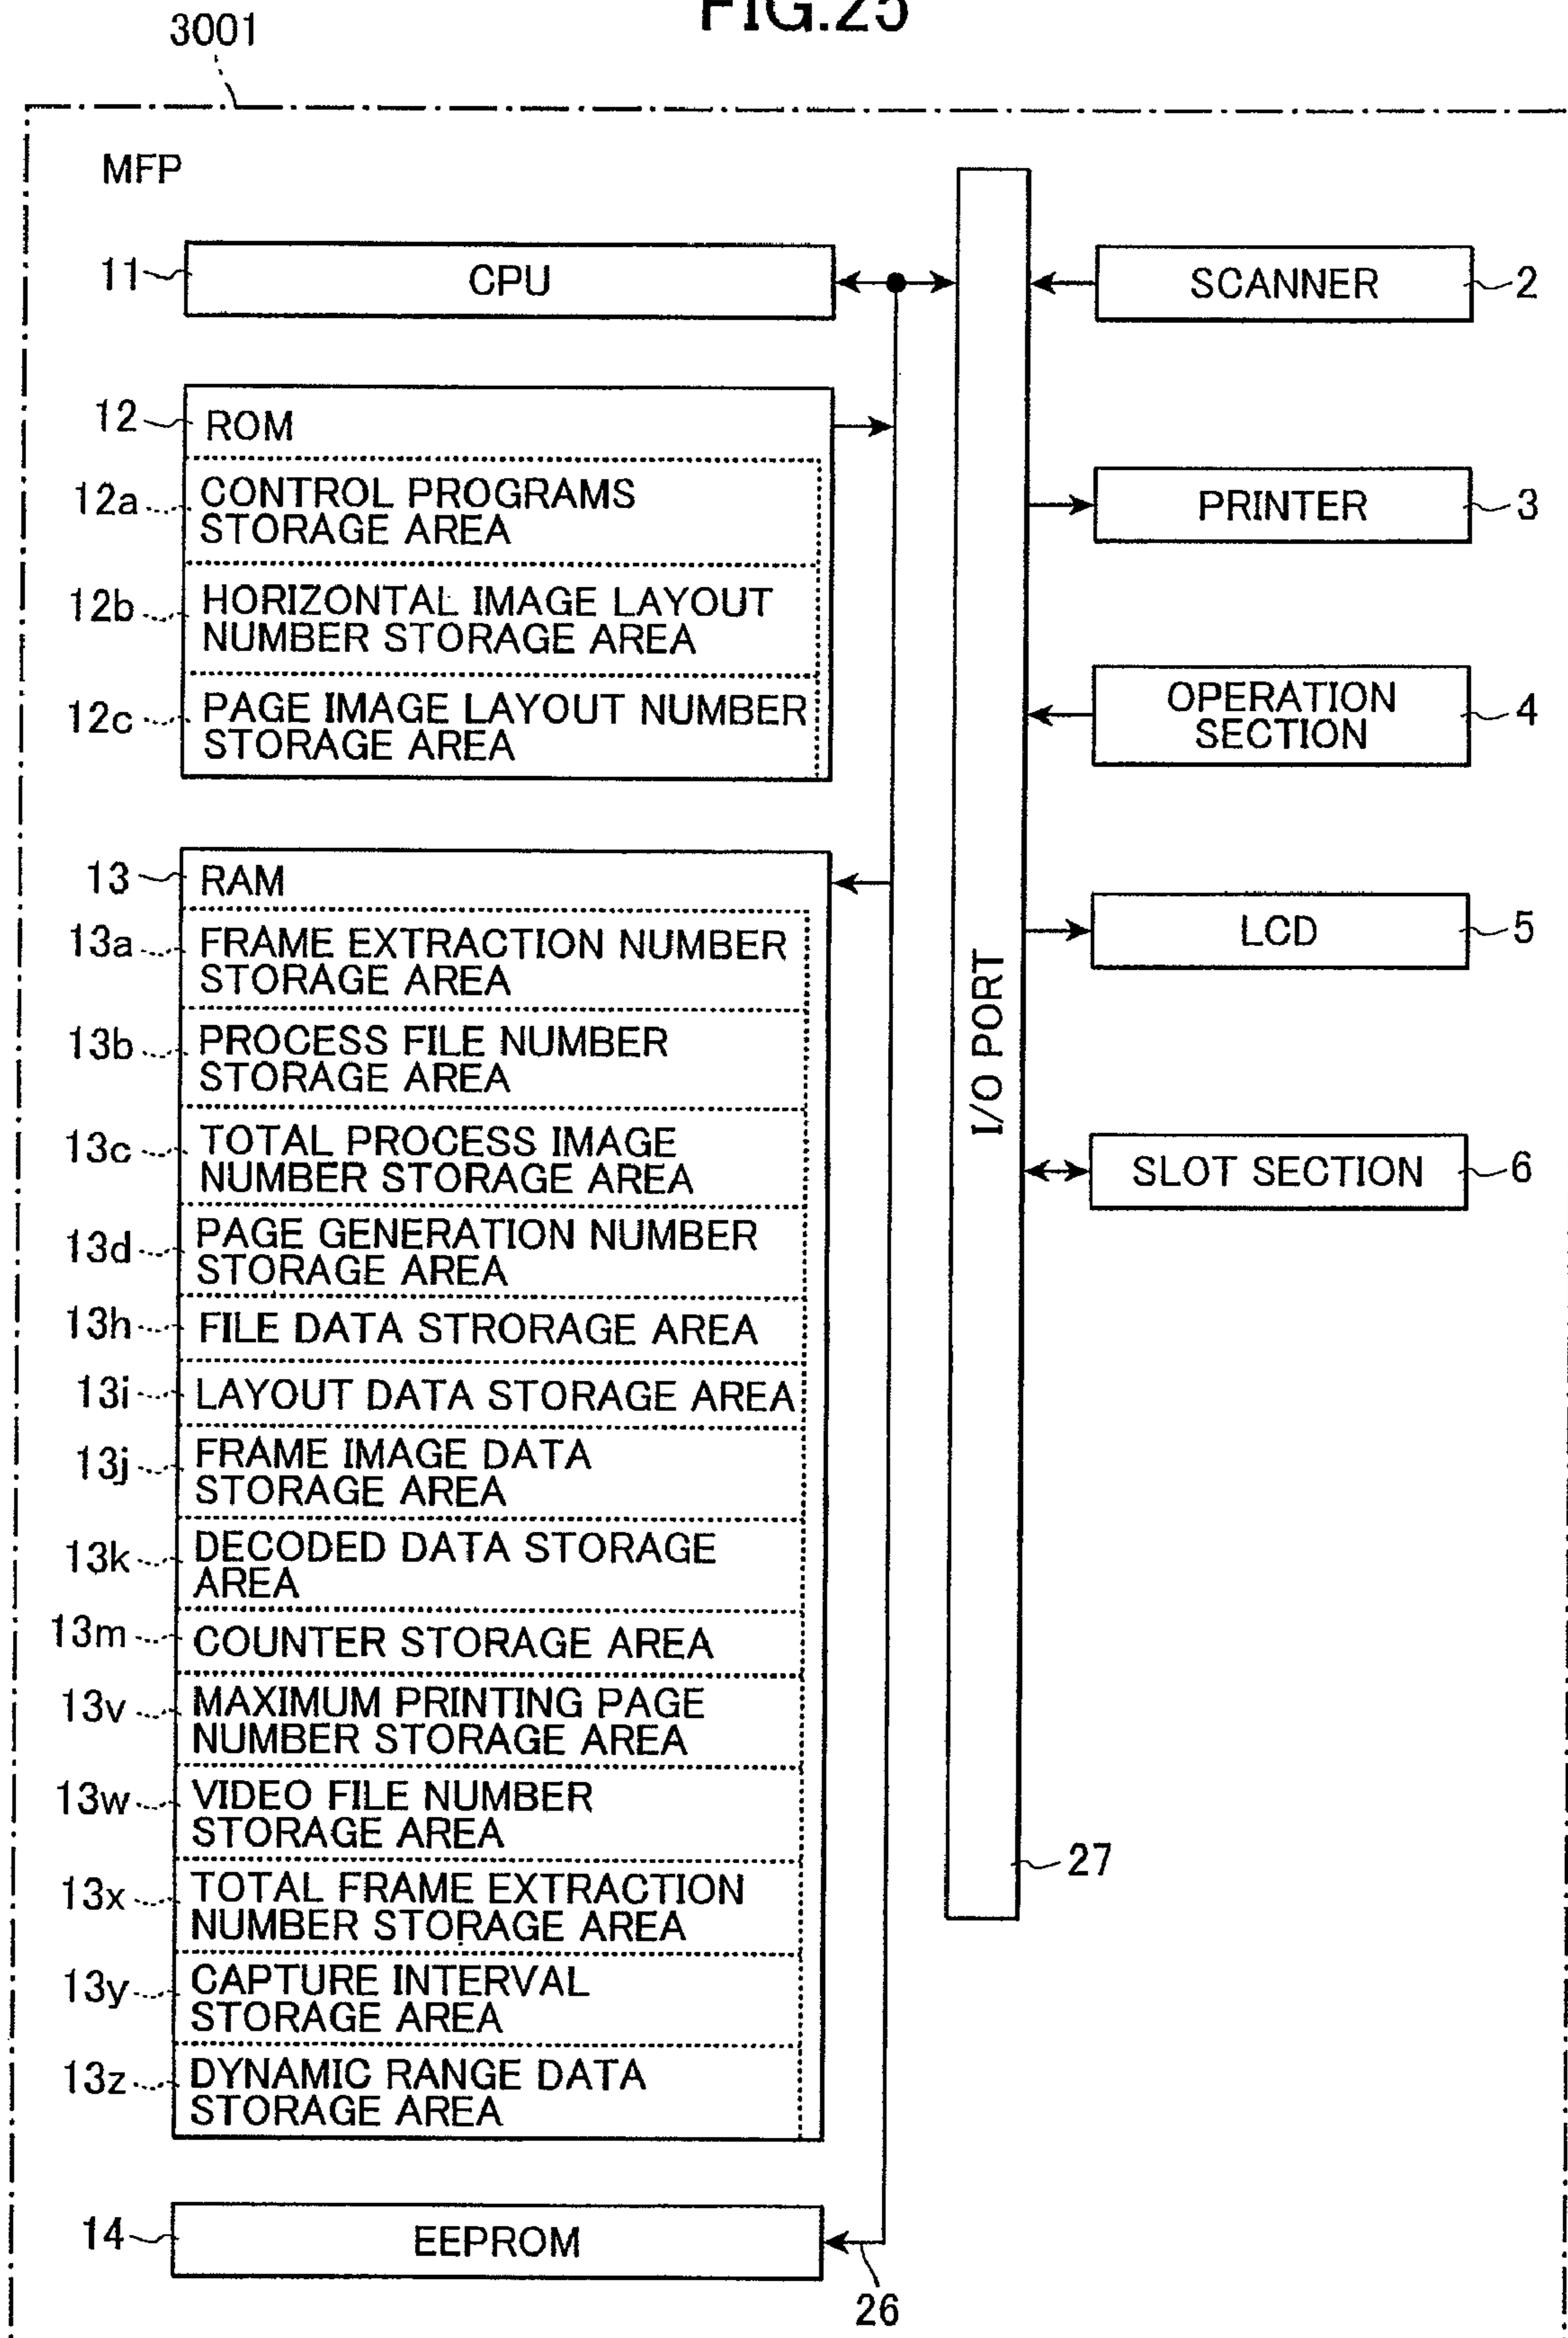 FIG.25
3001
MFP
11
CPU
12
ROM
12a
CONTROL PROGRAMS
STORAGE AREA
12b
HORIZONTAL IMAGE LAYOUT
NUMBER STORAGE AREA
12c
PAGE IMAGE LAYOUT NUMBER
STORAGE AREA
13
RAM
13a
FRAME EXTRACTION NUMBER
STORAGE AREA
13b
PROCESS FILE NUMBER
STORAGE AREA
13c
TOTAL PROCESS IMAGE
NUMBER STORAGE AREA
13d
PAGE GENERATION NUMBER
STORAGE AREA
13h
FILE DATA STRORAGE AREA
13i
LAYOUT DATA STORAGE AREA
13j
FRAME IMAGE DATA
STORAGE AREA
13k
DECODED DATA STORAGE
AREA
13m
COUNTER STORAGE AREA
13v
MAXIMUM PRINTING PAGE
NUMBER STORAGE AREA
13w
VIDEO FILE NUMBER
STORAGE AREA
13x
TOTAL FRAME EXTRACTION
NUMBER STORAGE AREA
13y
CAPTURE INTERVAL
STORAGE AREA
13z
DYNAMIC RANGE DATA
STORAGE AREA
14
EEPROM
26
I/O PORT
27
SCANNER
2
PRINTER
3
OPERATION
SECTION
4
LCD
5
SLOT SECTION
6